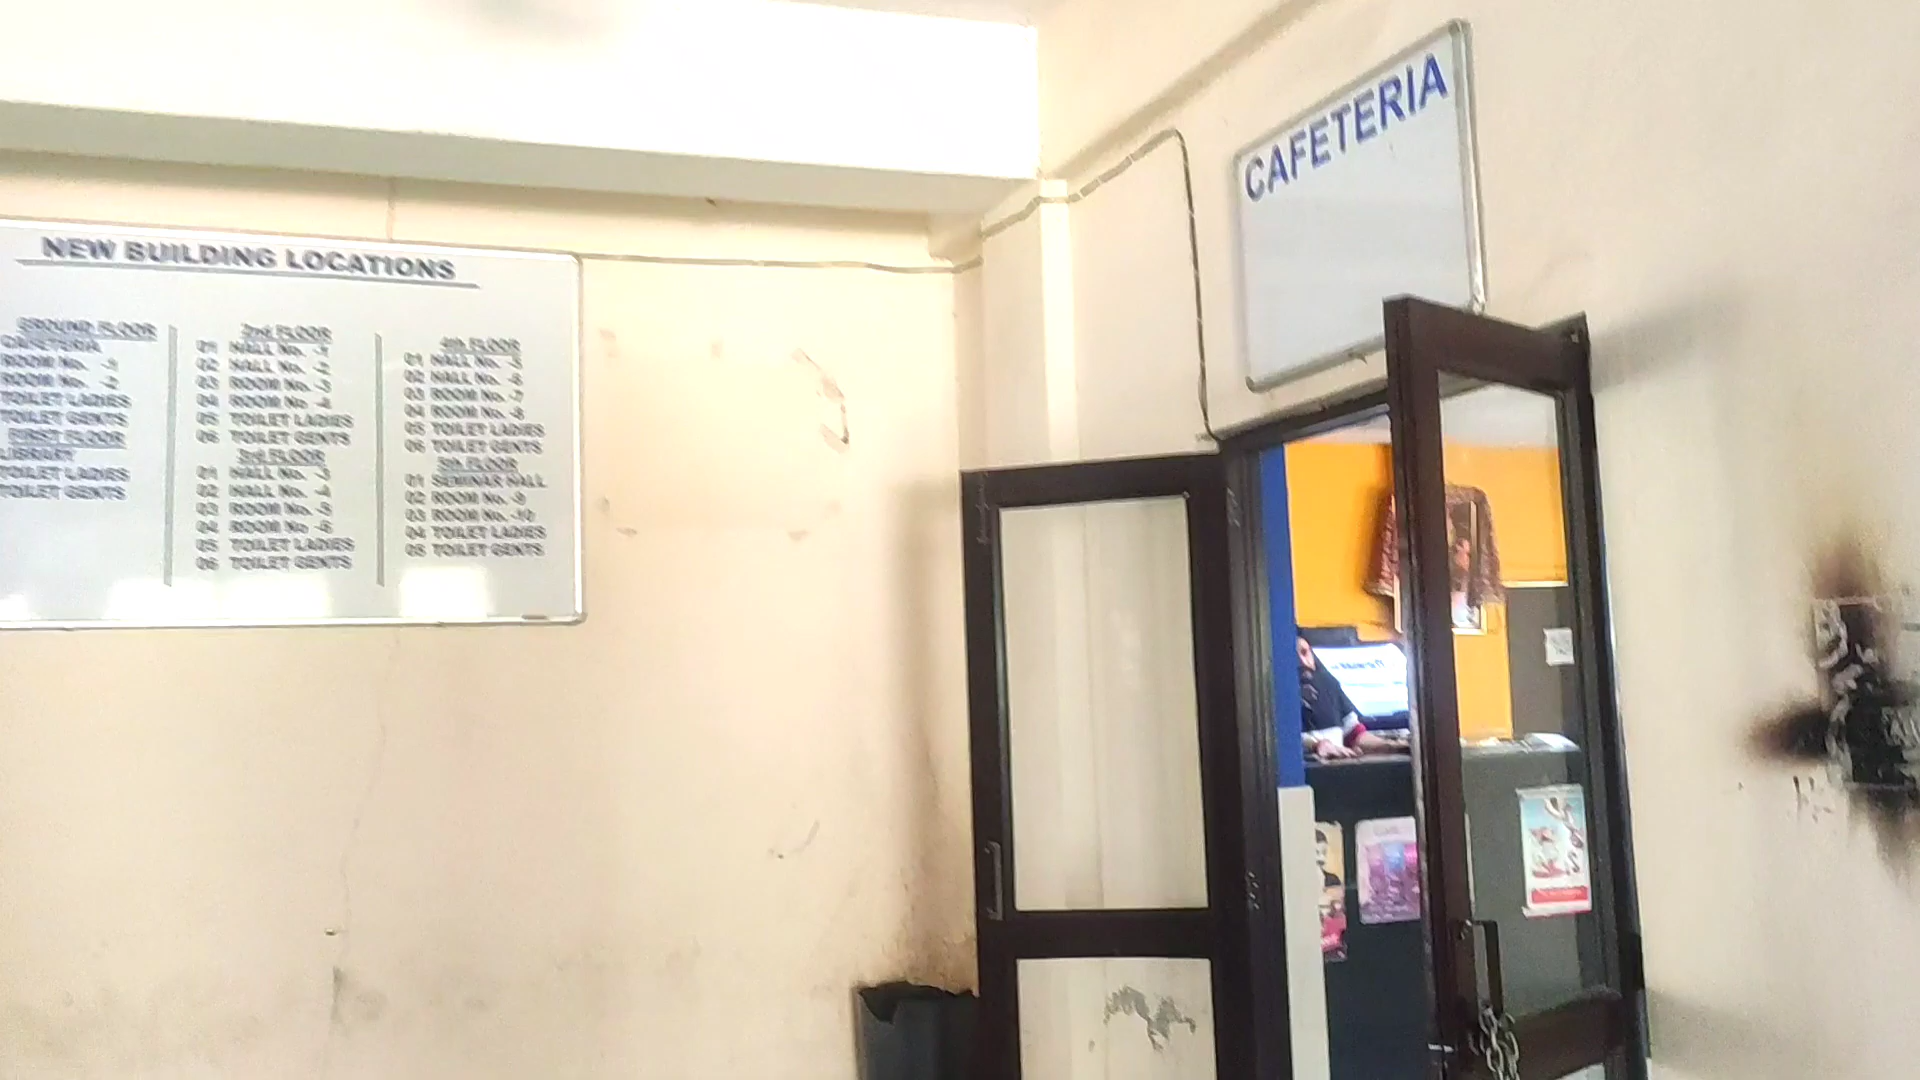 NEW BUILDING LOCATIONS
GROUND FLOOR
CAFETERIA
ROOM No. -1
ROOM No. -2
TOILET LADIES
TOILET GENTS
FIRST FLOOR
LIBRARY
TOILET LADIES
TOILET GENTS
2nd FLOOR
01 HALL No. -1
02 HALL No. -2
03 ROOM No. -3
04 ROOM No. -4
05 TOILET LADIES
06 TOILET GENTS
3rd FLOOR
01 HALL No. -3
02 HALL No. -4
03 ROOM No. -5
04 ROOM No -6
05 TOILET LADIES
06 TOILET GENTS
4th FLOOR
01 HALL No. -5
02 HALL No. -6
03 ROOM No. -7
04 ROOM No. -8
05 TOILET LADIES
06 TOILET GENTS
5th FLOOR
01 SEMINAR HALL
02 ROOM No. -9
03 ROOM No. -10
04 TOILET LADIES
05 TOILET GENTS
CAFETERIA